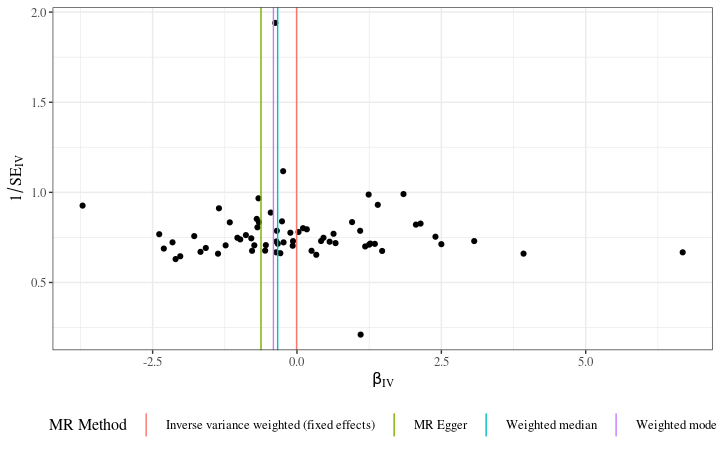 2.0
1.5
1.0
0.5
1/SE_IV
-2.5 0.0 2.5 5.0
β_IV
MR Method Inverse variance weighted (fixed effects) MR Egger Weighted median Weighted mode